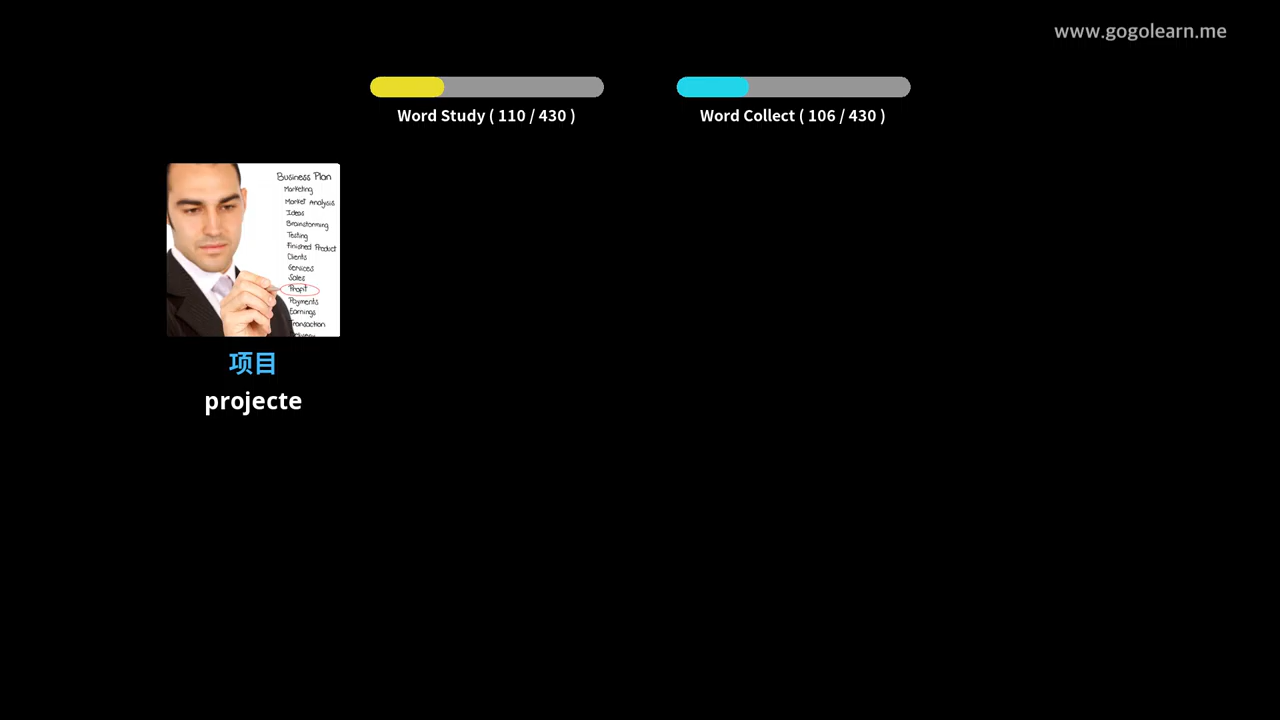 www.gogolearn.me
Word Study ( 110 / 430 )
Word Collect ( 106 / 430 )
Business Plan
Marketing
Market Analysis
Ideas
Brainstorming
Testing
Finished Product
Clients
Services
Sales
Profit
Payments
Earnings
Transaction
Delivery
项目
projecte